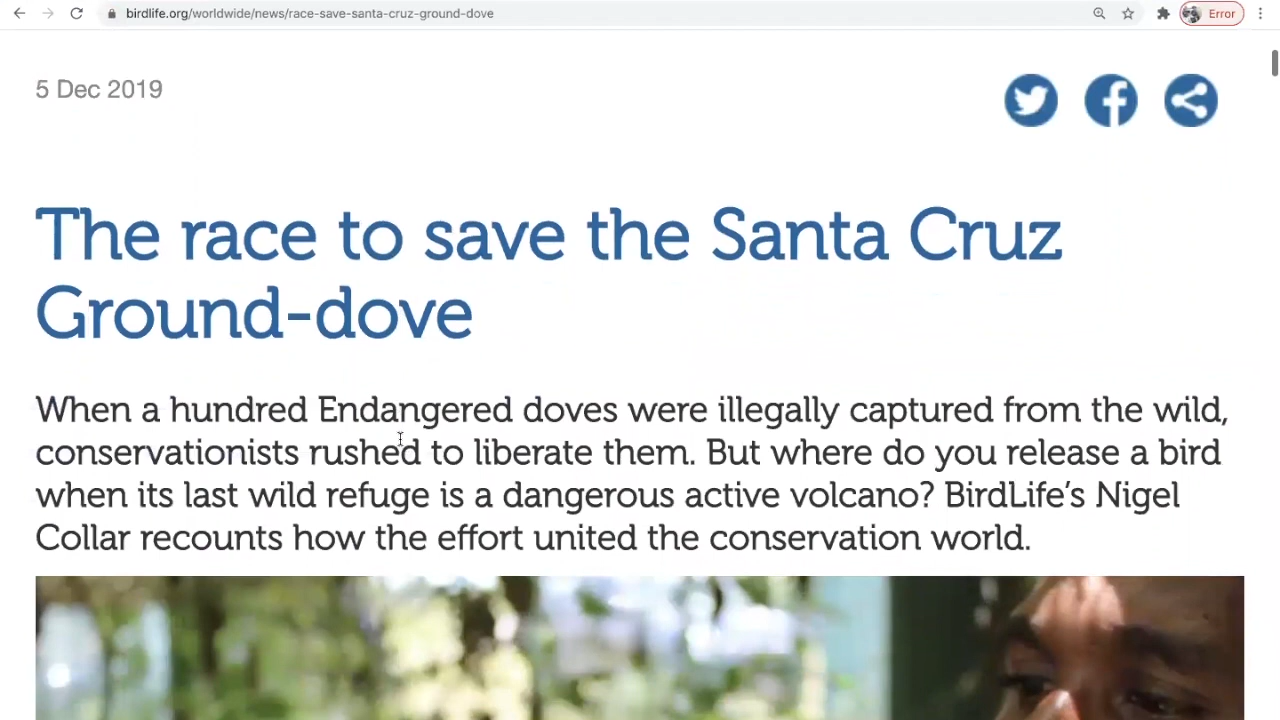 birdlife.org/worldwide/news/race-save-santa-cruz-ground-dove
Error
5 Dec 2019
The race to save the Santa Cruz
Ground-dove
When a hundred Endangered doves were illegally captured from the wild,
conservationists rushed to liberate them. But where do you release a bird
when its last wild refuge is a dangerous active volcano? BirdLife’s Nigel
Collar recounts how the effort united the conservation world.